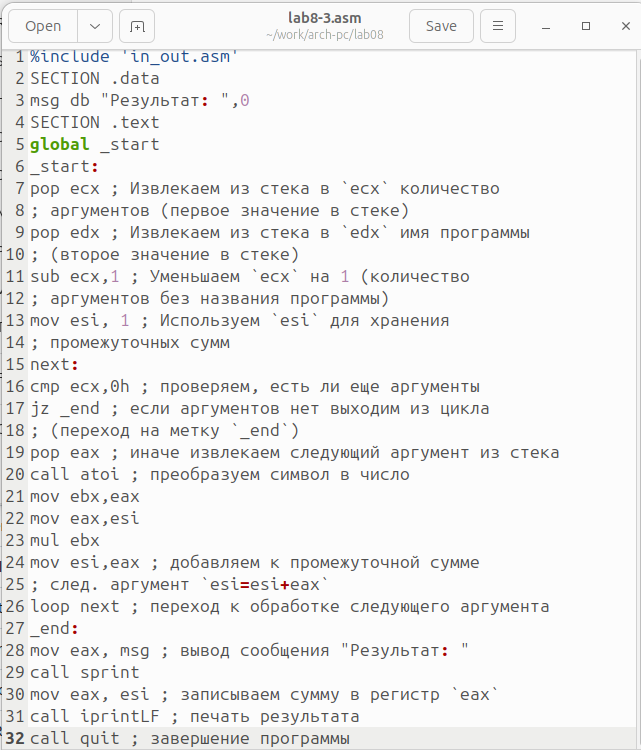 Open
lab8-3.asm
~/work/arch-pc/lab08
Save
1 %include 'in_out.asm'
2 SECTION .data
3 msg db "Результат: ",0
4 SECTION .text
5 global _start
6 _start:
7 pop ecx ; Извлекаем из стека в `ecx` количество
8 ; аргументов (первое значение в стеке)
9 pop edx ; Извлекаем из стека в `edx` имя программы
10 ; (второе значение в стеке)
11 sub ecx,1 ; Уменьшаем `ecx` на 1 (количество
12 ; аргументов без названия программы)
13 mov esi, 1 ; Используем `esi` для хранения
14 ; промежуточных сумм
15 next:
16 cmp ecx,0h ; проверяем, есть ли еще аргументы
17 jz _end ; если аргументов нет выходим из цикла
18 ; (переход на метку `_end`)
19 pop eax ; иначе извлекаем следующий аргумент из стека
20 call atoi ; преобразуем символ в число
21 mov ebx,eax
22 mov eax,esi
23 mul ebx
24 mov esi,eax ; добавляем к промежуточной сумме
25 ; след. аргумент `esi=esi+eax`
26 loop next ; переход к обработке следующего аргумента
27 _end:
28 mov eax, msg ; вывод сообщения "Результат: "
29 call sprint
30 mov eax, esi ; записываем сумму в регистр `eax`
31 call iprintLF ; печать результата
32 call quit ; завершение программы